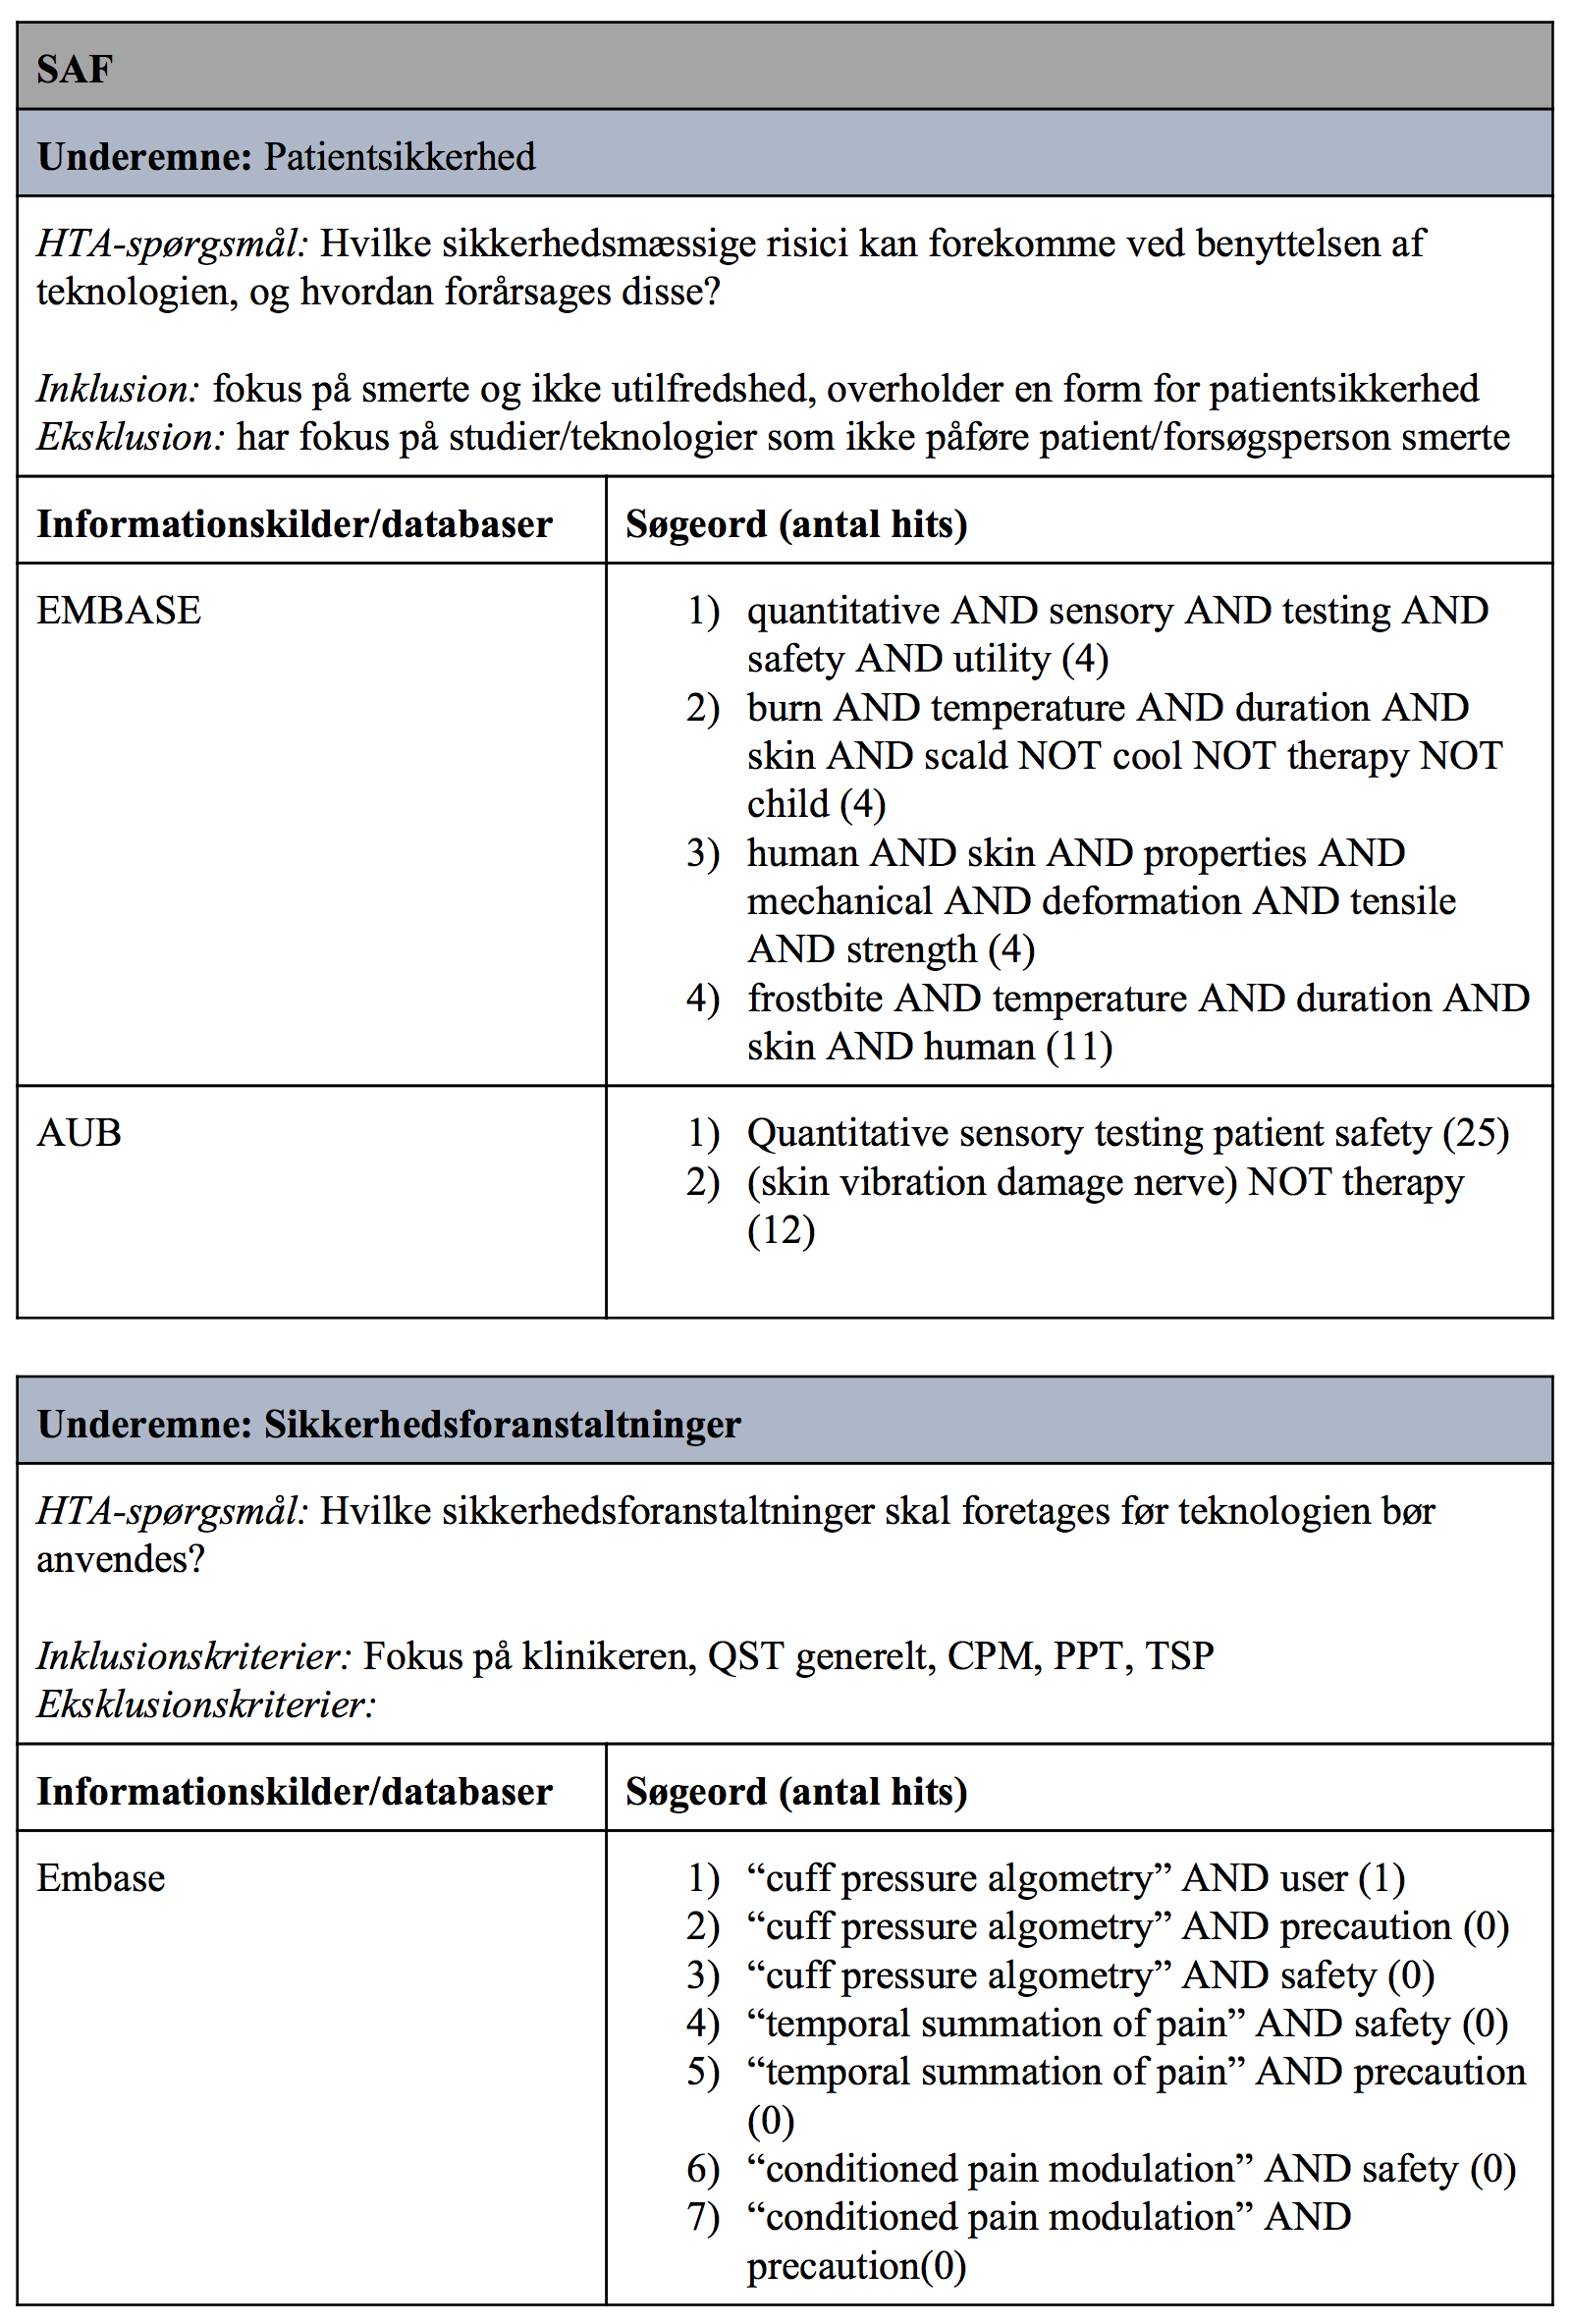 SAF
Underemne: Patientsikkerhed
HTA-spørgsmål: Hvilke sikkerhedsmæssige risici kan forekomme ved benyttelsen af
teknologien, og hvordan forårsages disse?
Inklusion: fokus på smerte og ikke utilfredshed, overholder en form for patientsikkerhed
Eksklusion: har fokus på studier/teknologier som ikke påføre patient/forsøgsperson smerte
Informationskilder/databaser
Søgeord (antal hits)
EMBASE
1) quantitative AND sensory AND testing AND
safety AND utility (4)
2) burn AND temperature AND duration AND
skin AND scald NOT cool NOT therapy NOT
child (4)
3) human AND skin AND properties AND
mechanical AND deformation AND tensile
AND strength (4)
4) frostbite AND temperature AND duration AND
skin AND human (11)
AUB
1) Quantitative sensory testing patient safety (25)
2) (skin vibration damage nerve) NOT therapy
(12)
Underemne: Sikkerhedsforanstaltninger
HTA-spørgsmål: Hvilke sikkerhedsforanstaltninger skal foretages før teknologien bør
anvendes?
Inklusionskriterier: Fokus på klinikeren, QST generelt, CPM, PPT, TSP
Eksklusionskriterier:
Informationskilder/databaser
Søgeord (antal hits)
Embase
1) “cuff pressure algometry” AND user (1)
2) “cuff pressure algometry” AND precaution (0)
3) “cuff pressure algometry” AND safety (0)
4) “temporal summation of pain” AND safety (0)
5) “temporal summation of pain” AND precaution
(0)
6) “conditioned pain modulation” AND safety (0)
7) “conditioned pain modulation” AND
precaution(0)